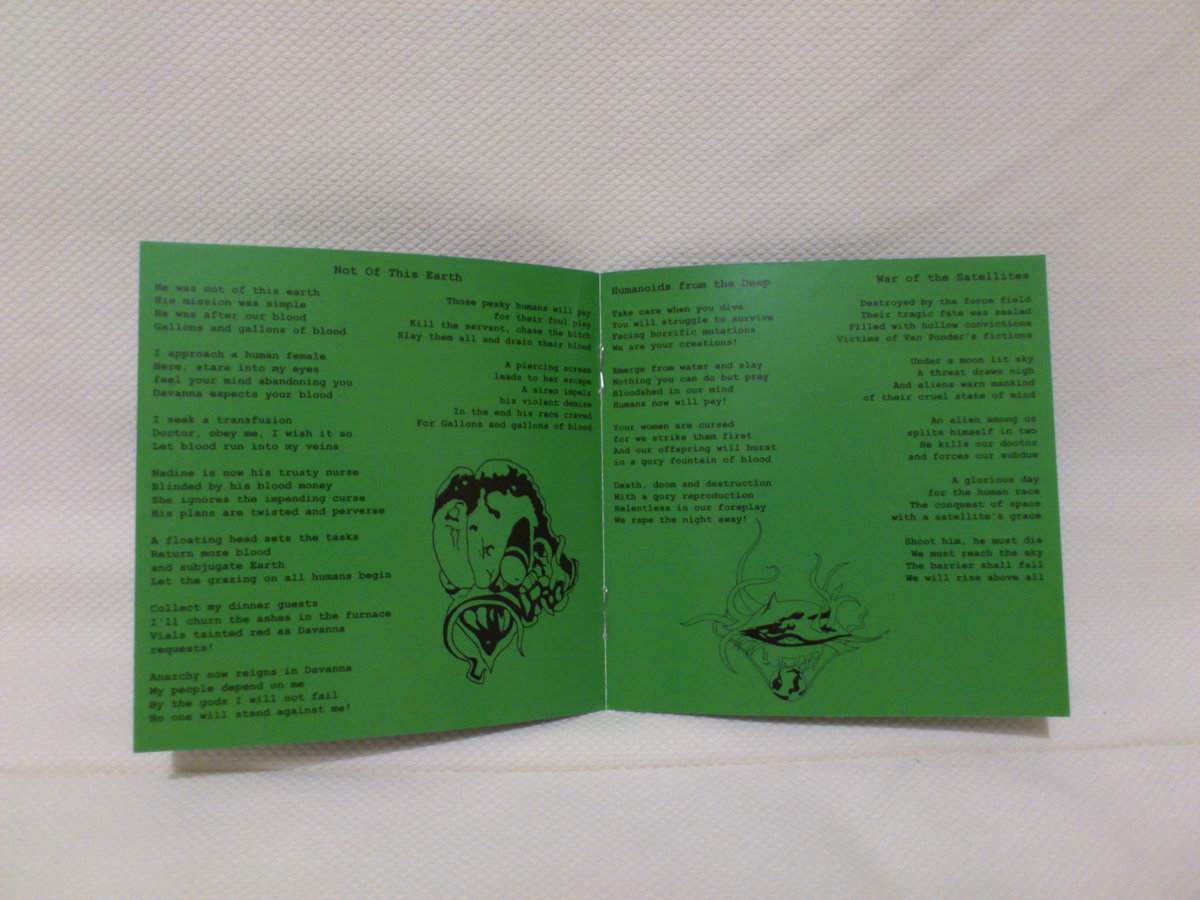 Not Of This Earth
He was not of this earth
His mission was simple
He was after our blood
Gallons and gallons of blood
I approach a human female
Here, stare into my eyes
feel your mind abandoning you
Davanna expects your blood
I seek a transfusion
Doctor, obey me, I wish it so
Let blood run into my veins
Nadine is now his trusty nurse
Blinded by his blood money
She ignores the impending curse
His plans are twisted and perverse
A floating head sets the tasks
Return more blood
and subjugate Earth
Let the grazing on all humans begin
Collect my dinner guests
I'll churn the ashes in the furnace
Vials tainted red as Davanna
requests!
Anarchy now reigns in Davanna
My people depend on me
By the gods I will not fail
No one will stand against me!
Those pesky humans will pay
for their foul play
Kill the servant, chase the bitch
Slay them all and drain their blood
A piercing scream
leads to her escape
A siren impels
his violent demise
In the end his race craved
For Gallons and gallons of blood
Humanoids from the Deep
Take care when you dive
You will struggle to survive
Facing horrific mutations
We are your creations!
Emerge from water and slay
Nothing you can do but pray
Bloodshed in our mind
Humans now will pay!
Your women are cursed
for we strike them first
And our offspring will burst
in a gory fountain of blood
Death, doom and destruction
With a gory reproduction
Relentless in our foreplay
We rape the night away!
War of the Satellites
Destroyed by the force field
Their tragic fate was sealed
Filled with hollow convictions
Victims of Van Ponder's fictions
Under a moon lit sky
A threat draws nigh
And aliens warn mankind
of their cruel state of mind
An alien among us
splits himself in two
He kills our doctor
and forces our subdue
A glorious day
for the human race
The conquest of space
with a satellite's grace
Shoot him, he must die
We must reach the sky
The barrier shall fall
We will rise above all